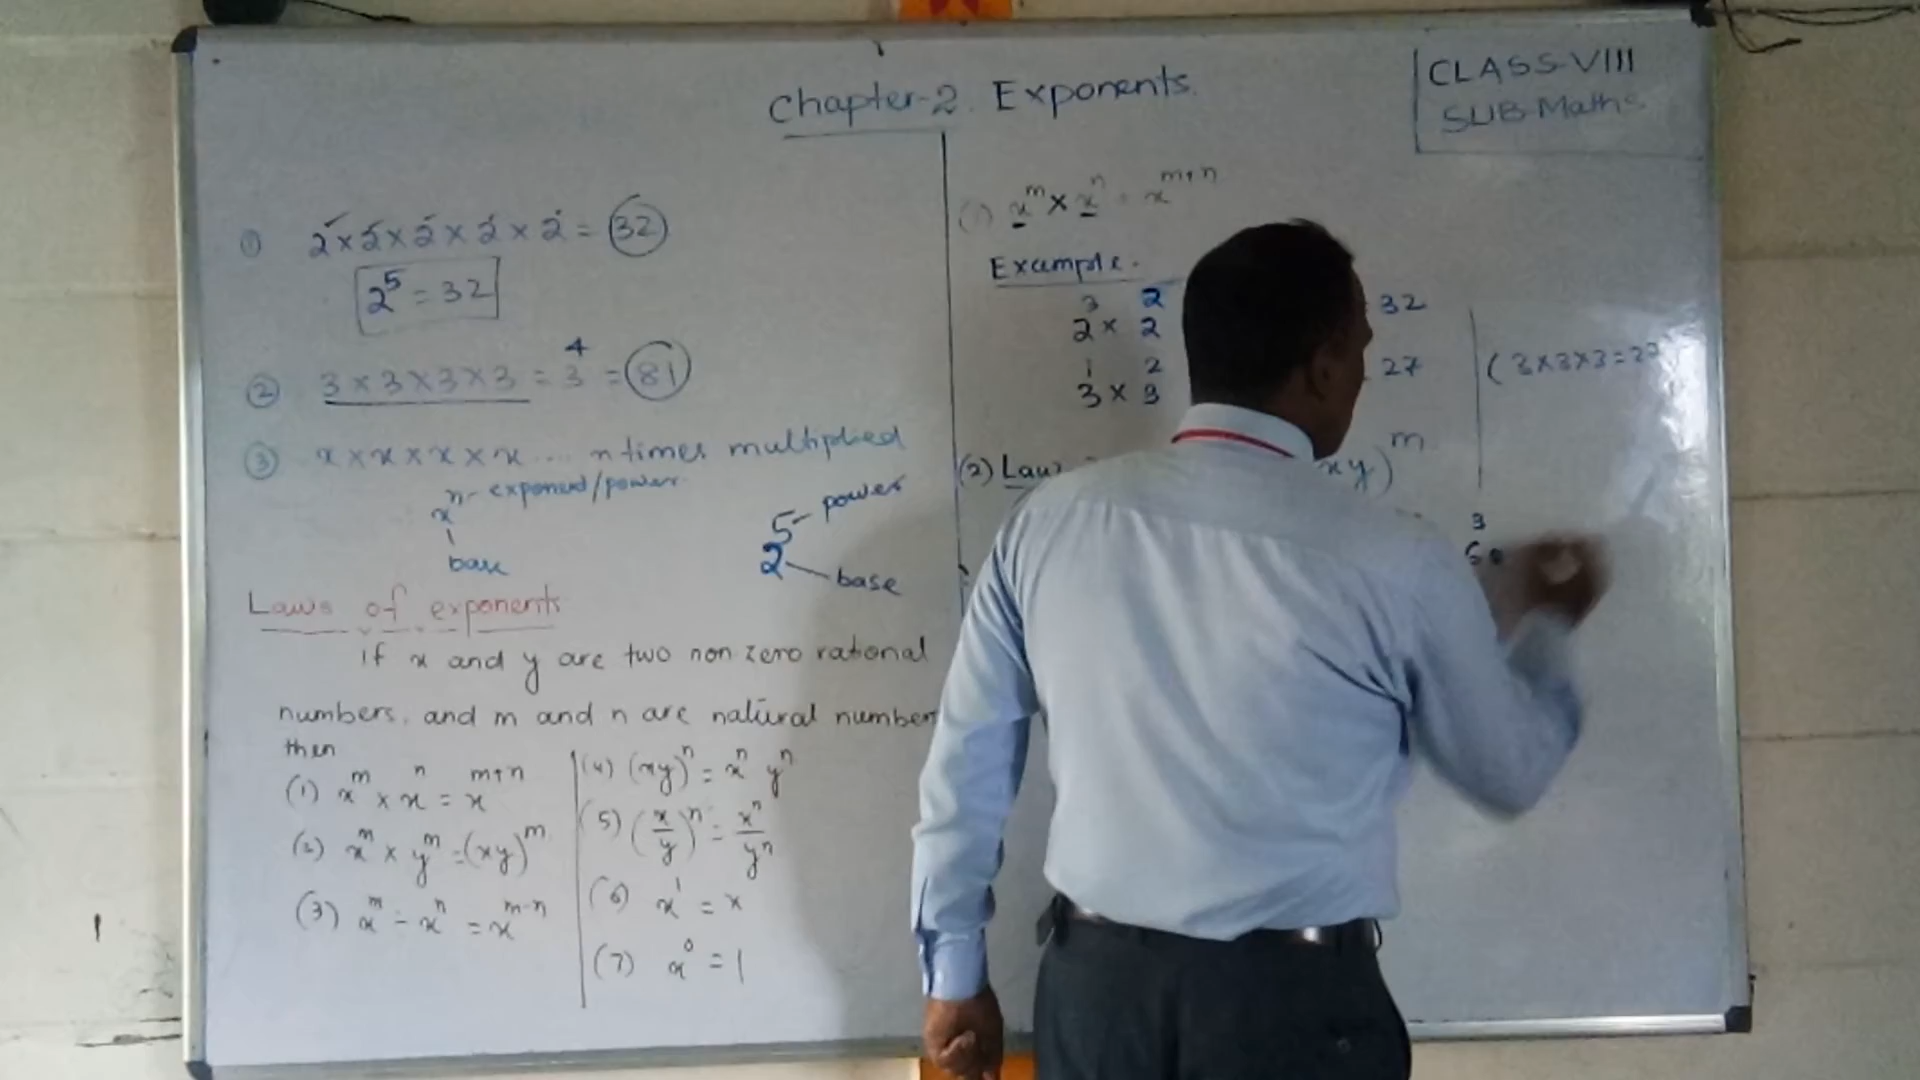 Chapter-2. Exponents.
CLASS-VIII
SUB-Maths
① 2×2×2×2×2 = 32
2⁵ = 32
② 3×3×3×3 = 3⁴ = 81
③ x×x×x×x×x.... n times multiplied
xⁿ - exponent/power
base
2⁵ - power
base
Laws of exponents
if x and y are two non zero rational
numbers, and m and n are natural numbers
then
(1) xᵐ × xⁿ = xᵐ⁺ⁿ
(2) xᵐ × yᵐ = (xy)ᵐ
(3) xᵐ ÷ xⁿ = xᵐ⁻ⁿ
(4) (xy)ⁿ = xⁿ yⁿ
(5) (x/y)ⁿ = xⁿ/yⁿ
(6) x¹ = x
(7) x⁰ = 1
(1) xᵐ × xⁿ = xᵐ⁺ⁿ
Example.
2³ × 2² 32
3¹ × 3² 27
(3×3×3=27
(2) Law xy)ᵐ